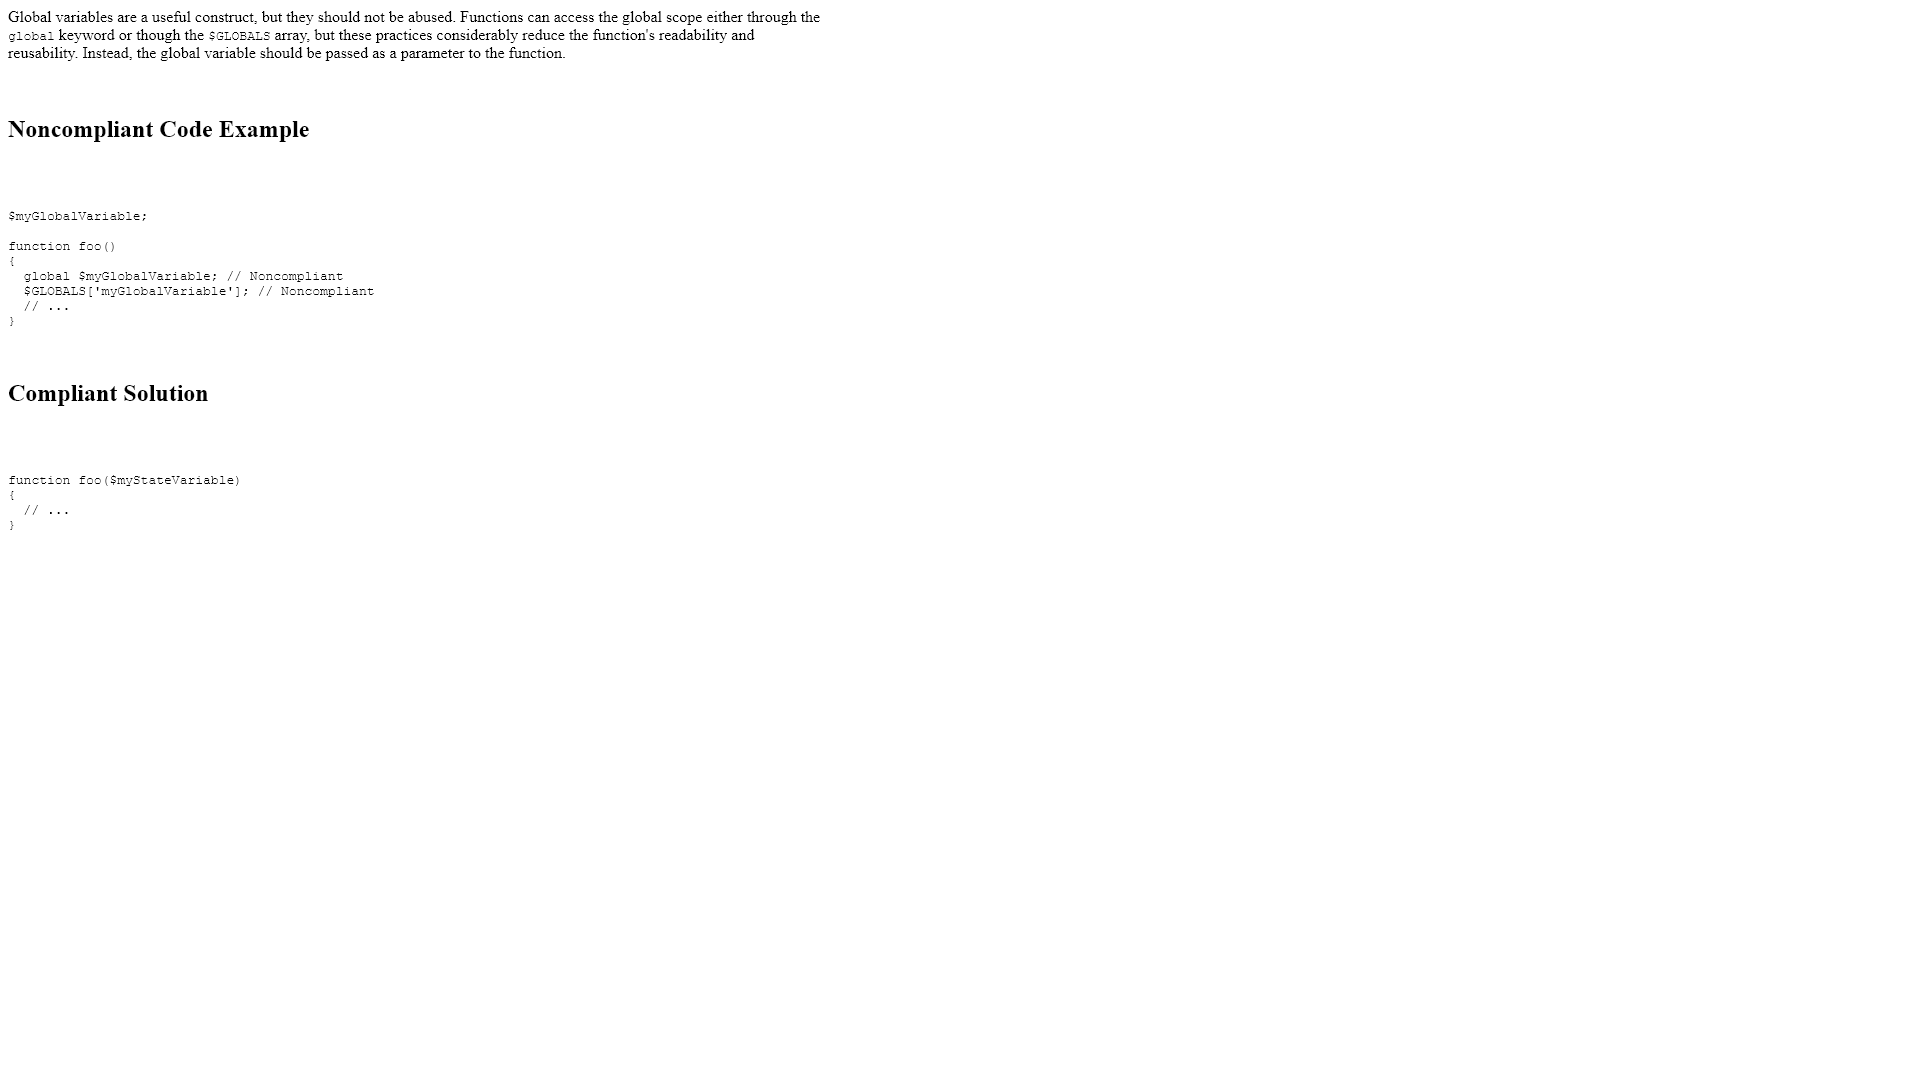 Global variables are a useful construct, but they should not be abused. Functions can access the global scope either through the
global keyword or though the $GLOBALS array, but these practices considerably reduce the function's readability and
reusability. Instead, the global variable should be passed as a parameter to the function.
Noncompliant Code Example
$myGlobalVariable;
function foo()
{
  global $myGlobalVariable; // Noncompliant
  $GLOBALS['myGlobalVariable']; // Noncompliant
  // ...
}
Compliant Solution
function foo($myStateVariable)
{
  // ...
}